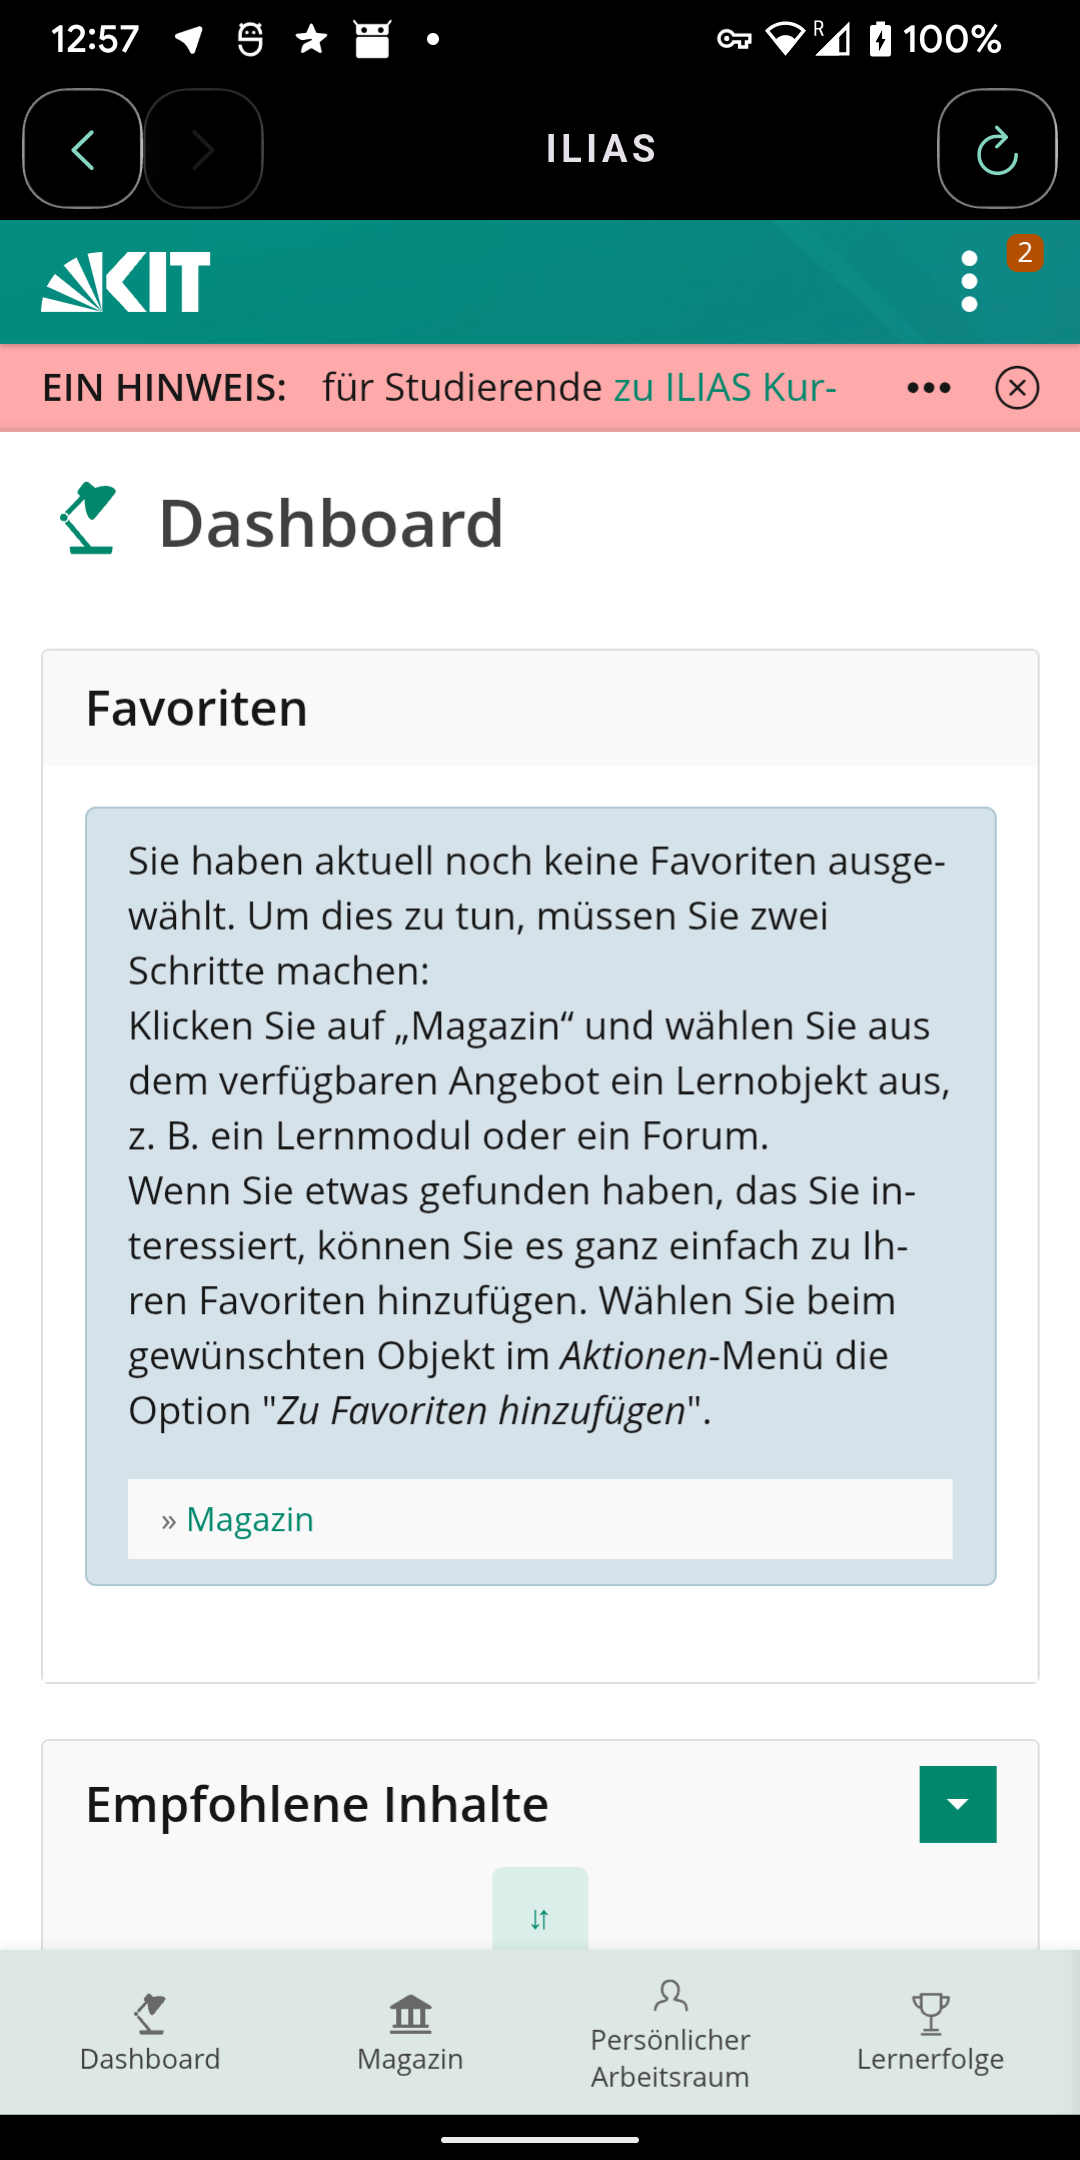 12:57
R
100%
ILIAS
KIT
2
EIN HINWEIS: für Studierende zu ILIAS Kur-
Dashboard
Favoriten
Sie haben aktuell noch keine Favoriten ausge-
wählt. Um dies zu tun, müssen Sie zwei
Schritte machen:
Klicken Sie auf „Magazin“ und wählen Sie aus
dem verfügbaren Angebot ein Lernobjekt aus,
z. B. ein Lernmodul oder ein Forum.
Wenn Sie etwas gefunden haben, das Sie in-
teressiert, können Sie es ganz einfach zu Ih-
ren Favoriten hinzufügen. Wählen Sie beim
gewünschten Objekt im Aktionen-Menü die
Option "Zu Favoriten hinzufügen".
» Magazin
Empfohlene Inhalte
Dashboard
Magazin
Persönlicher
Arbeitsraum
Lernerfolge